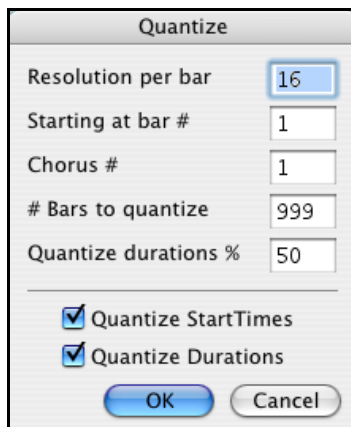 Quantize
Resolution per bar 16
Starting at bar # 1
Chorus # 1
# Bars to quantize 999
Quantize durations % 50
Quantize StartTimes
Quantize Durations
OK Cancel